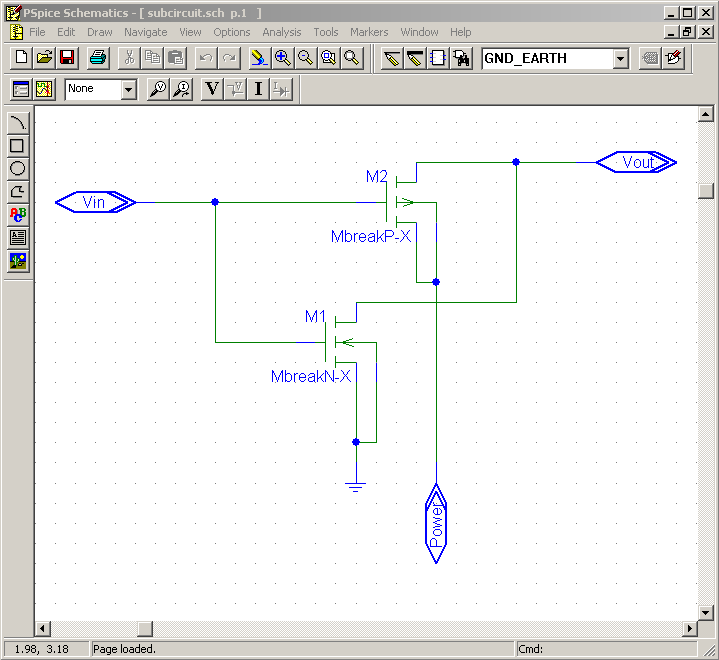 PSpice Schematics - [ subcircuit.sch p.1 ]
File Edit Draw Navigate View Options Analysis Tools Markers Window Help
GND_EARTH
None
V
I
ABC
Vout
M2
Vin
MbreakP-X
M1
MbreakN-X
Power
1.98, 3.18 Page loaded. Cmd: